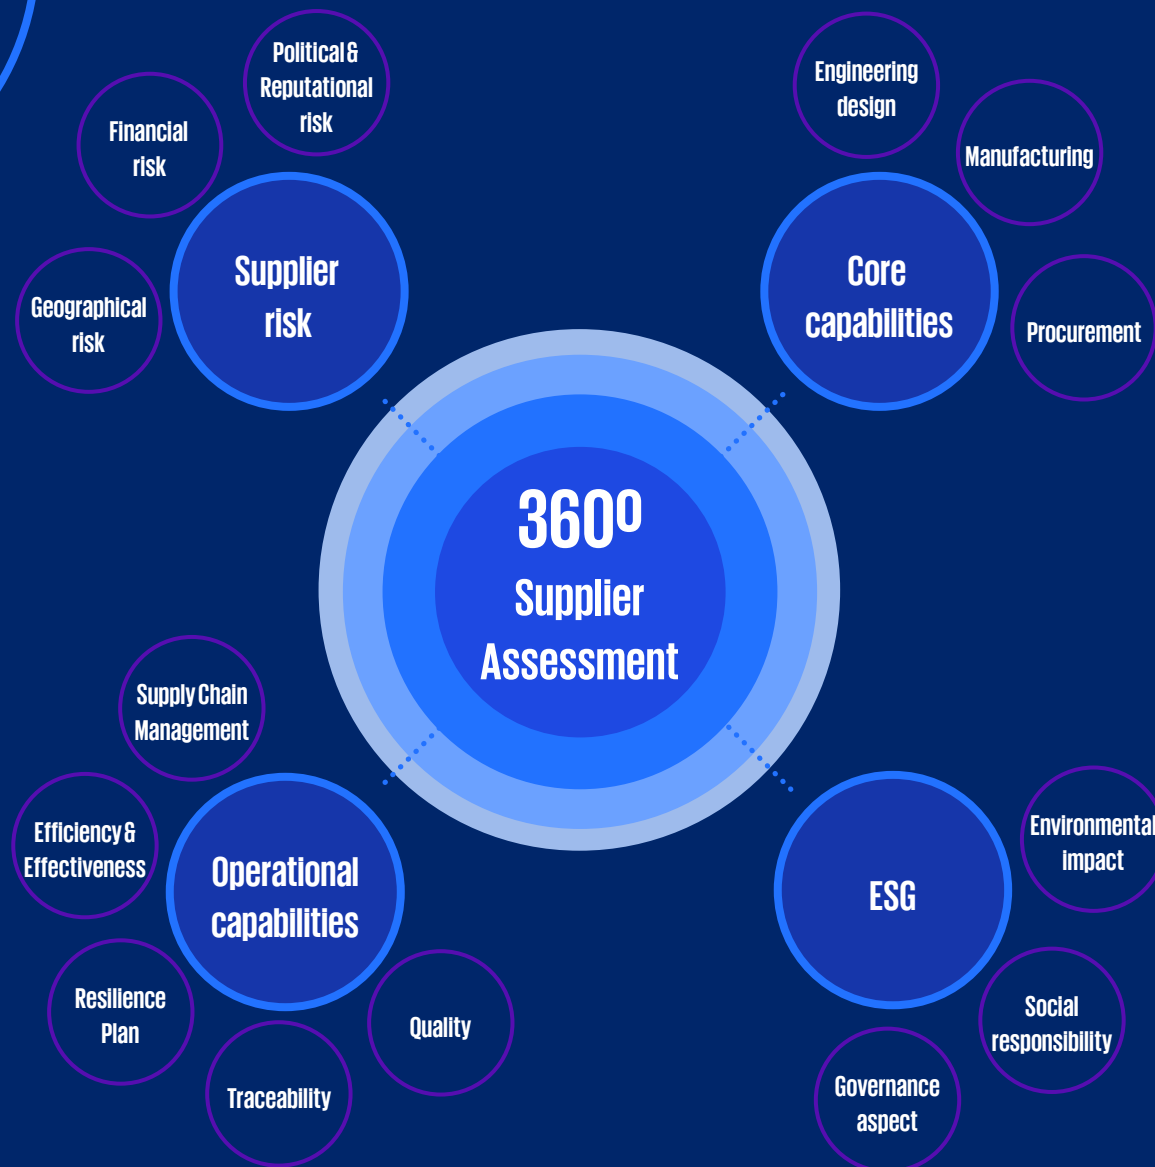 Political &
Reputational
risk
Financial
risk
Geographical
risk
Supplier
risk
Engineering
design
Manufacturing
Procurement
Core
capabilities
360º
Supplier
Assessment
Supply Chain
Management
Efficiency &
Effectiveness
Resilience
Plan
Traceability
Quality
Operational
capabilities
ESG
Environmental
impact
Social
responsibility
Governance
aspect